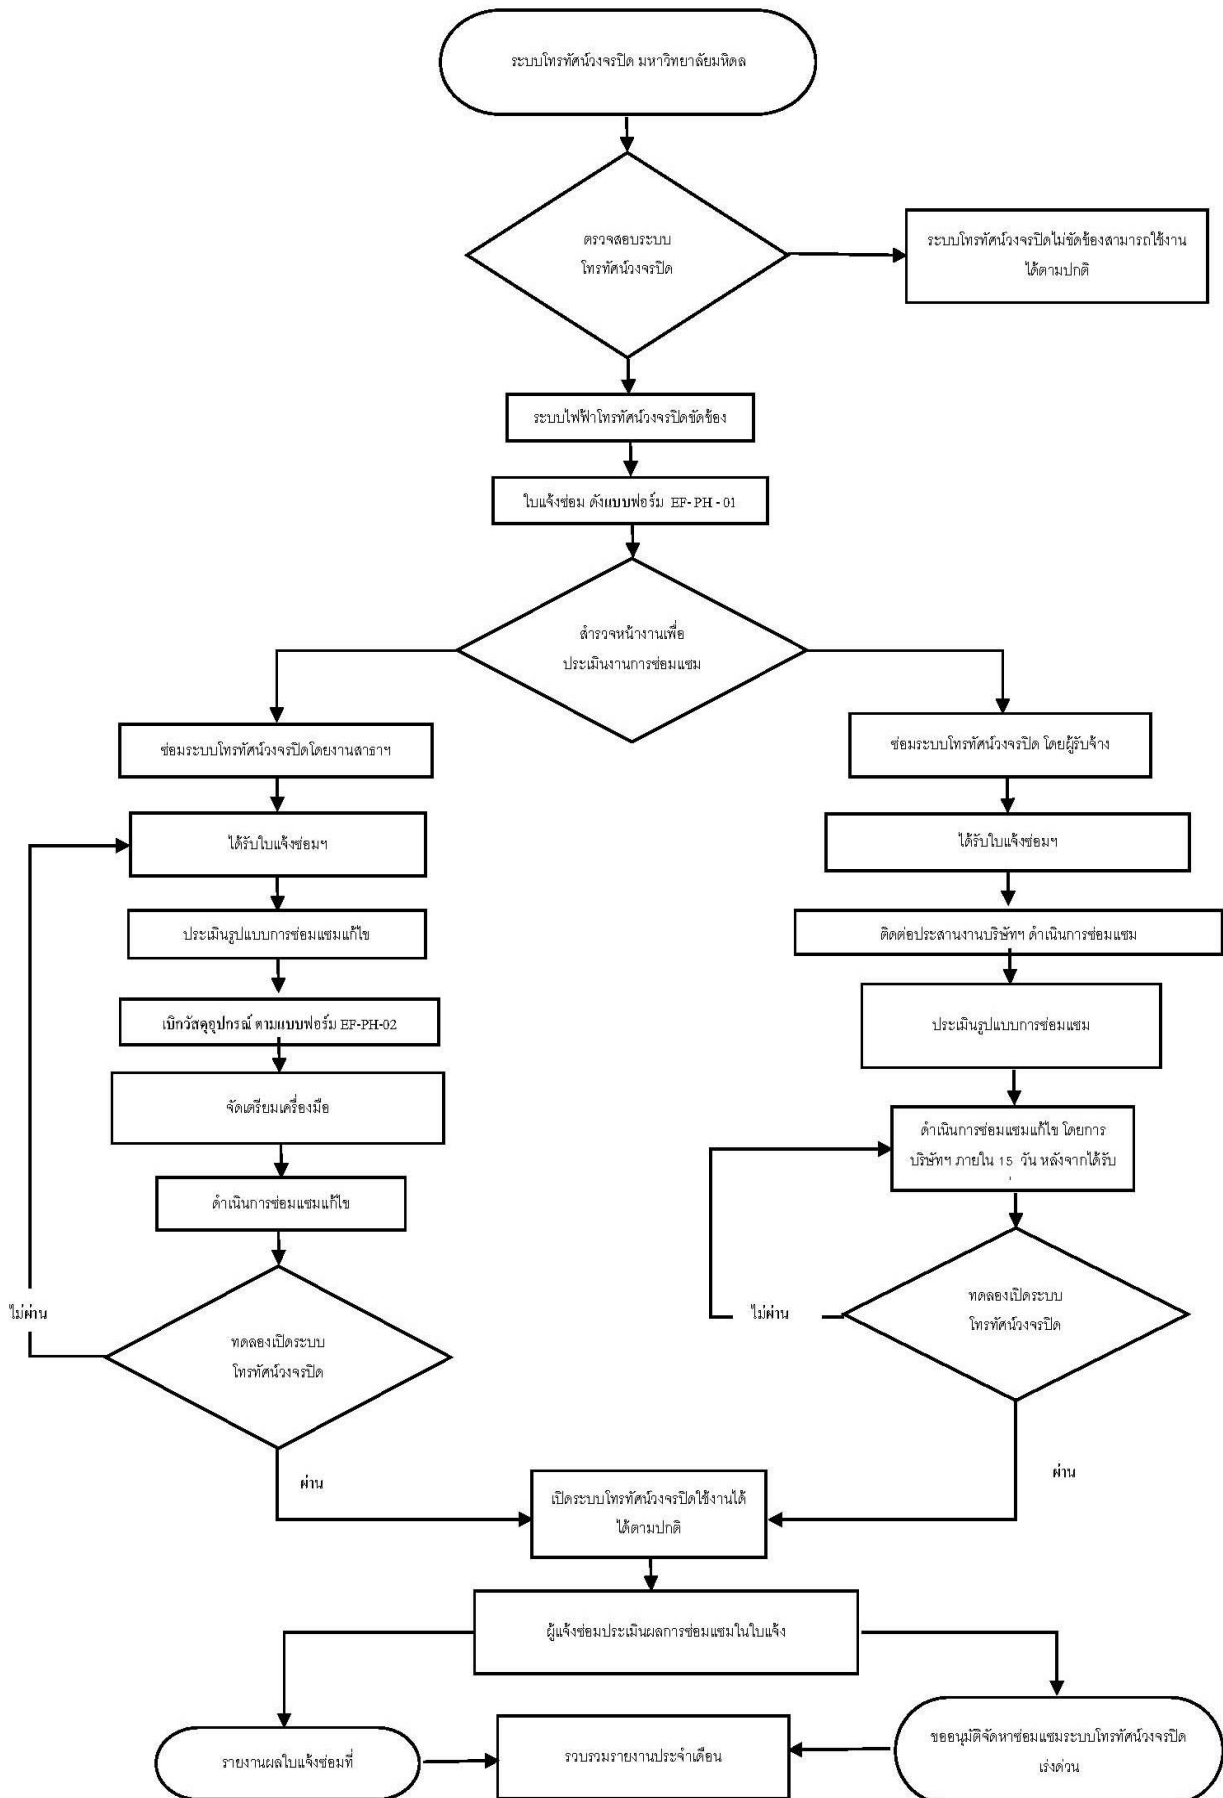 ระบบโทรทัศน์วงจรปิด มหาวิทยาลัยมหิดล
ตรวจสอบระบบ
โทรทัศน์วงจรปิด
ระบบโทรทัศน์วงจรปิดไม่ขัดข้องสามารถใช้งาน
ได้ตามปกติ
ระบบไฟฟ้าโทรทัศน์วงจรปิดขัดข้อง
ใบแจ้งซ่อม ดังแบบฟอร์ม EF- PH - 01
สำรวจหน้างานเพื่อ
ประเมินงานการซ่อมแซม
ซ่อมระบบโทรทัศน์วงจรปิดโดยงานสาธาฯ
ได้รับใบแจ้งซ่อมฯ
ประเมินรูปแบบการซ่อมแซมแก้ไข
เบิกวัสดุอุปกรณ์ ตามแบบฟอร์ม EF-PH-02
จัดเตรียมเครื่องมือ
ดำเนินการซ่อมแซมแก้ไข
ทดลองเปิดระบบ
โทรทัศน์วงจรปิด
ไม่ผ่าน
ผ่าน
ซ่อมระบบโทรทัศน์วงจรปิด โดยผู้รับจ้าง
ได้รับใบแจ้งซ่อมฯ
ติดต่อประสานงานบริษัทฯ ดำเนินการซ่อมแซม
ประเมินรูปแบบการซ่อมแซม
ดำเนินการซ่อมแซมแก้ไข โดยการ
บริษัทฯ ภายใน 15 วัน หลังจากได้รับ
ทดลองเปิดระบบ
โทรทัศน์วงจรปิด
ไม่ผ่าน
ผ่าน
เปิดระบบโทรทัศน์วงจรปิดใช้งานได้
ได้ตามปกติ
ผู้แจ้งซ่อมประเมินผลการซ่อมแซมในใบแจ้ง
รายงานผลใบแจ้งซ่อมที่
รวบรวมรายงานประจำเดือน
ขออนุมัติจัดหาซ่อมแซมระบบโทรทัศน์วงจรปิด
เร่งด่วน